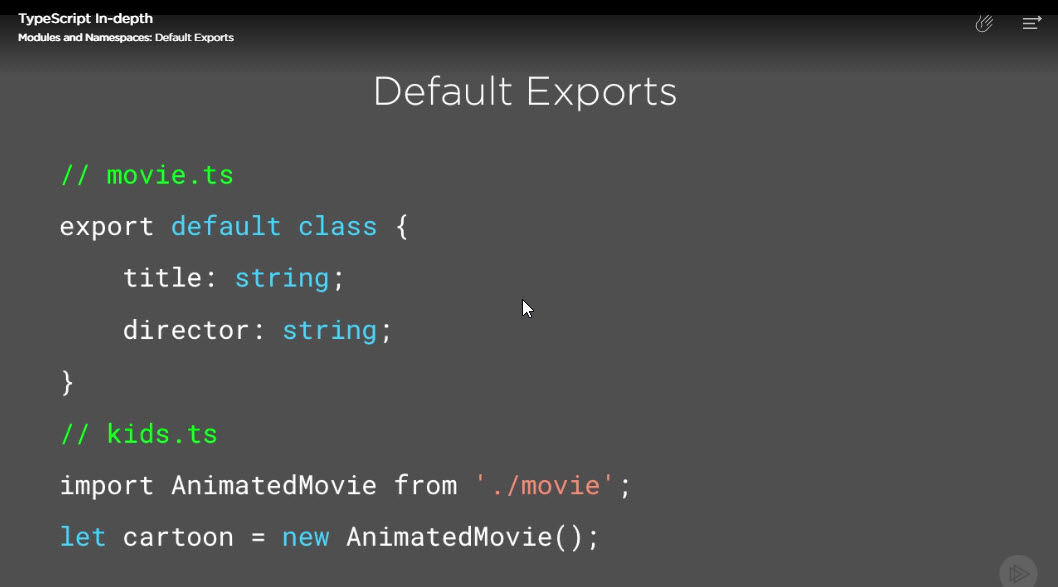 TypeScript In-depth
Modules and Namespaces: Default Exports
Default Exports
// movie.ts
export default class {
    title: string;
    director: string;
}
// kids.ts
import AnimatedMovie from './movie';
let cartoon = new AnimatedMovie();